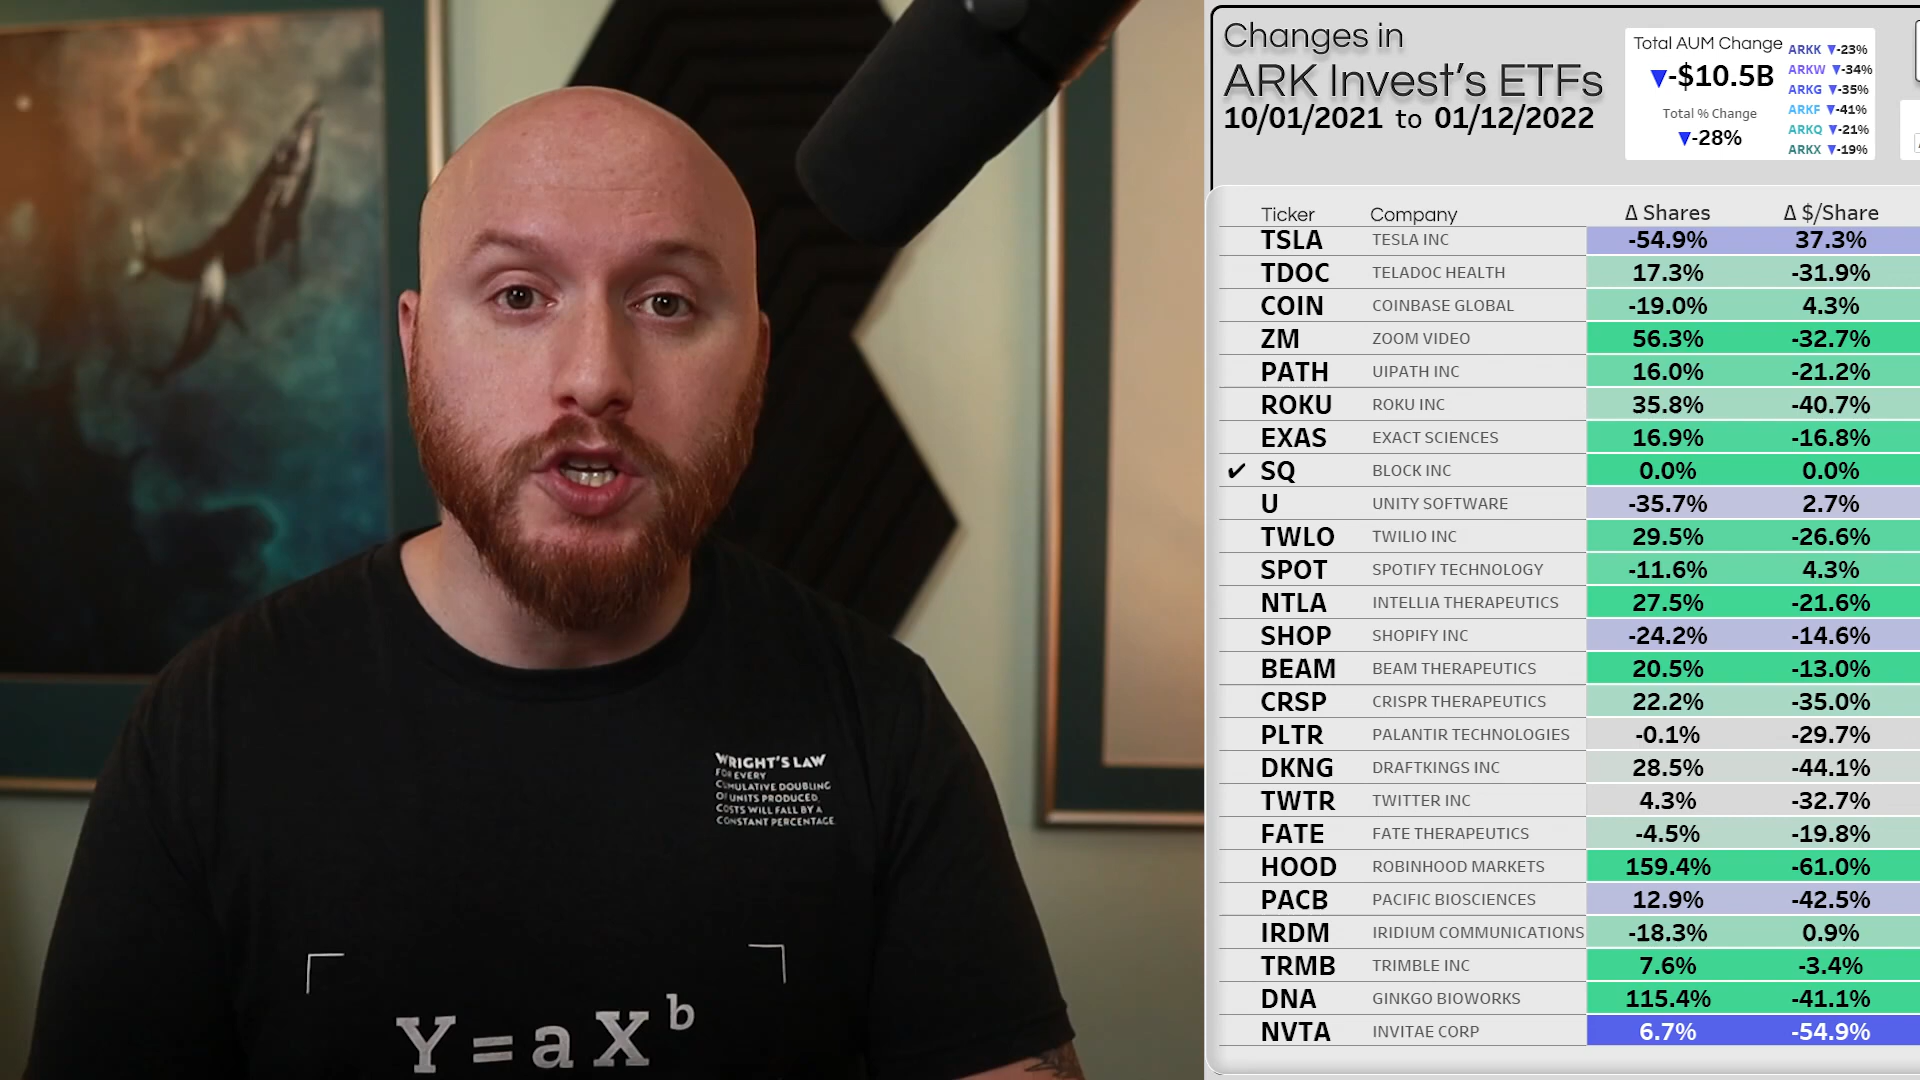 WRIGHT'S LAW
FOR EVERY
CUMULATIVE DOUBLING
OF UNITS PRODUCED,
COSTS WILL FALL BY A
CONSTANT PERCENTAGE.
Y=aXᵇ
Changes in
ARK Invest's ETFs
10/01/2021 to 01/12/2022
Total AUM Change
▼-$10.5B
Total % Change
▼-28%
ARKK ▼-23%
ARKW ▼-34%
ARKG ▼-35%
ARKF ▼-41%
ARKQ ▼-21%
ARKX ▼-19%
Ticker Company Δ Shares Δ $/Share
TSLA TESLA INC -54.9% 37.3%
TDOC TELADOC HEALTH 17.3% -31.9%
COIN COINBASE GLOBAL -19.0% 4.3%
ZM ZOOM VIDEO 56.3% -32.7%
PATH UIPATH INC 16.0% -21.2%
ROKU ROKU INC 35.8% -40.7%
EXAS EXACT SCIENCES 16.9% -16.8%
✔ SQ BLOCK INC 0.0% 0.0%
U UNITY SOFTWARE -35.7% 2.7%
TWLO TWILIO INC 29.5% -26.6%
SPOT SPOTIFY TECHNOLOGY -11.6% 4.3%
NTLA INTELLIA THERAPEUTICS 27.5% -21.6%
SHOP SHOPIFY INC -24.2% -14.6%
BEAM BEAM THERAPEUTICS 20.5% -13.0%
CRSP CRISPR THERAPEUTICS 22.2% -35.0%
PLTR PALANTIR TECHNOLOGIES -0.1% -29.7%
DKNG DRAFTKINGS INC 28.5% -44.1%
TWTR TWITTER INC 4.3% -32.7%
FATE FATE THERAPEUTICS -4.5% -19.8%
HOOD ROBINHOOD MARKETS 159.4% -61.0%
PACB PACIFIC BIOSCIENCES 12.9% -42.5%
IRDM IRIDIUM COMMUNICATIONS -18.3% 0.9%
TRMB TRIMBLE INC 7.6% -3.4%
DNA GINKGO BIOWORKS 115.4% -41.1%
NVTA INVITAE CORP 6.7% -54.9%